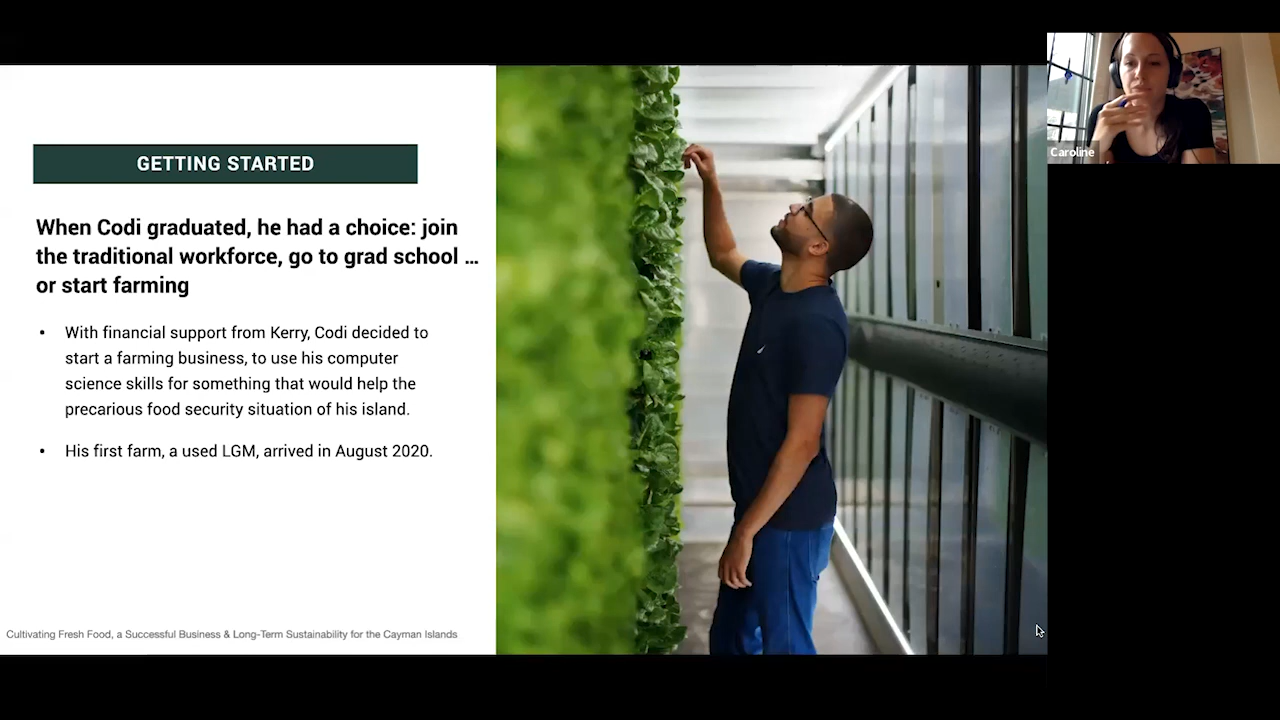 GETTING STARTED
When Codi graduated, he had a choice: join
the traditional workforce, go to grad school ...
or start farming
• With financial support from Kerry, Codi decided to
start a farming business, to use his computer
science skills for something that would help the
precarious food security situation of his island.
• His first farm, a used LGM, arrived in August 2020.
Cultivating Fresh Food, a Successful Business & Long-Term Sustainability for the Cayman Islands
Caroline